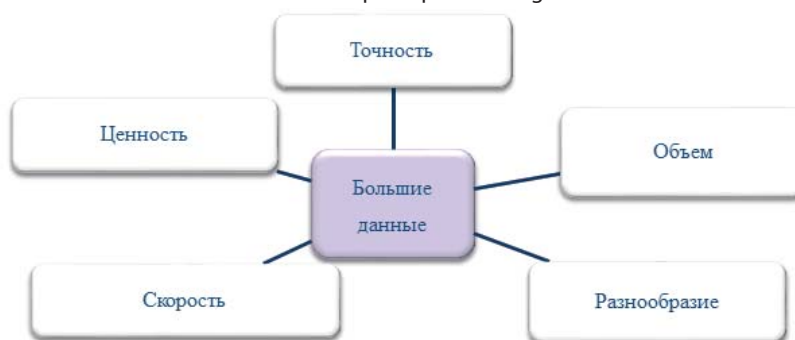 Точность
Ценность
Объем
Большие
данные
Скорость
Разнообразие